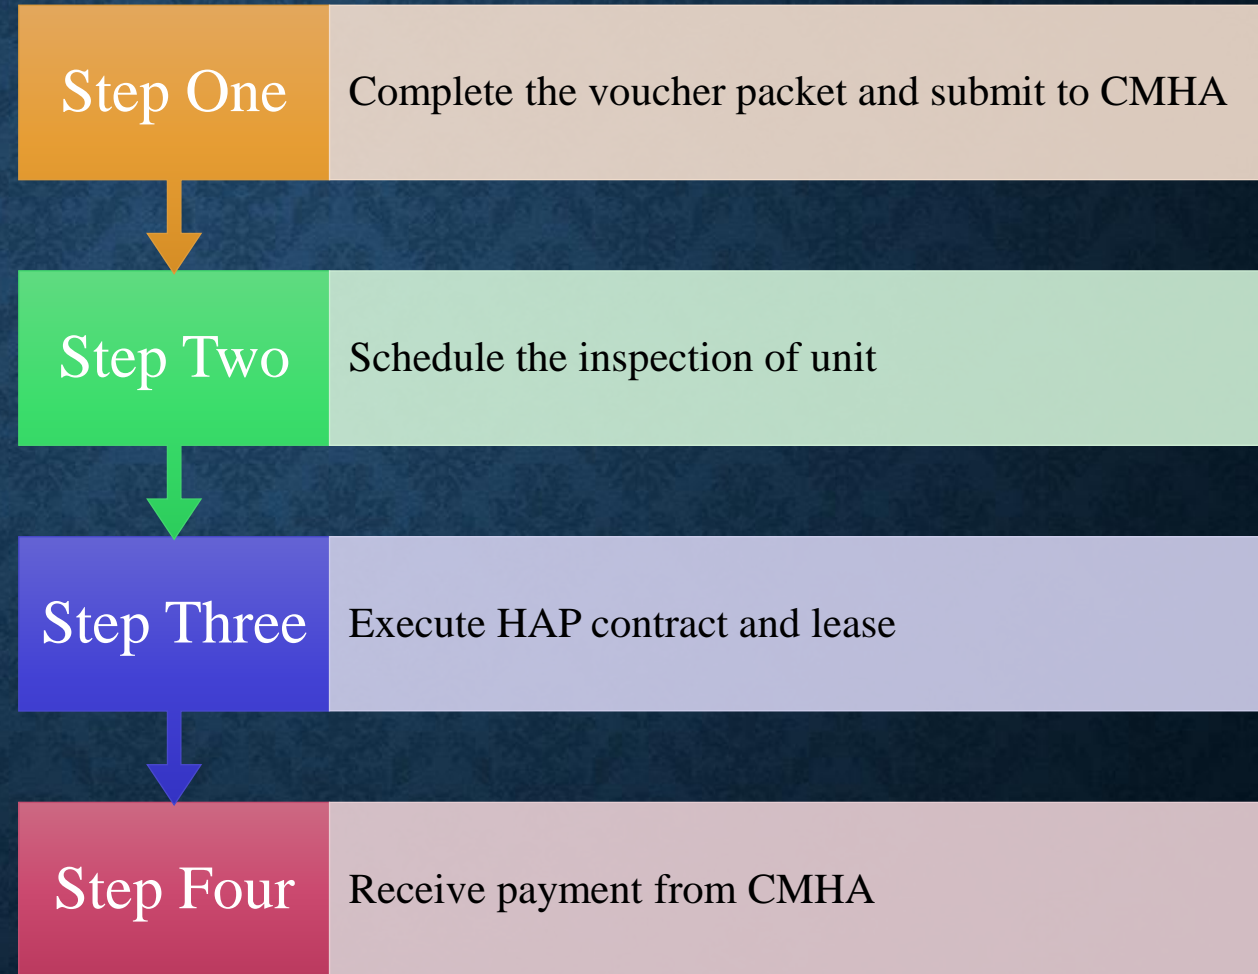 Step One
Complete the voucher packet and submit to CMHA
Step Two
Schedule the inspection of unit
Step Three
Execute HAP contract and lease
Step Four
Receive payment from CMHA